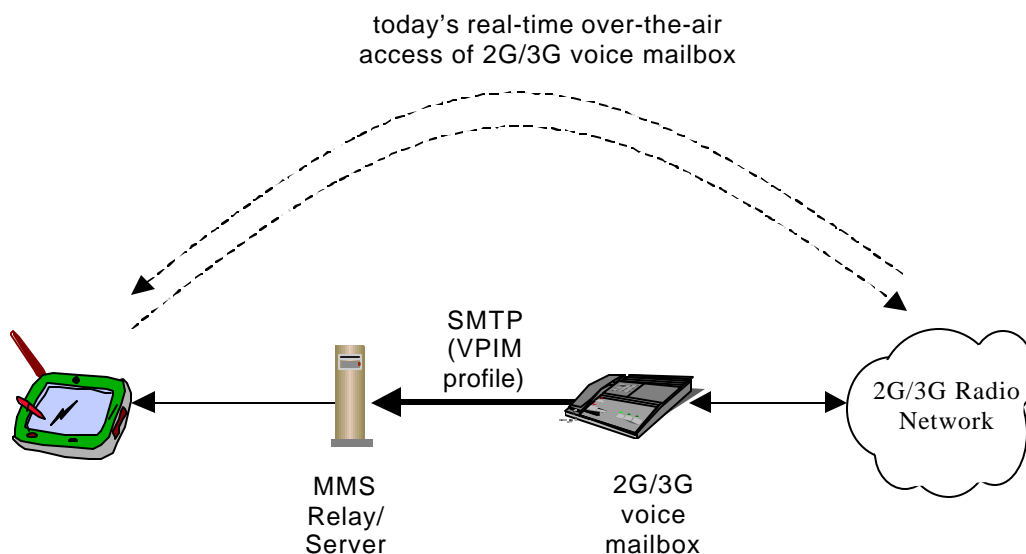 today's real-time over-the-air
access of 2G/3G voice mailbox
SMTP
(VPIM
profile)
2G/3G Radio
Network
MMS
Relay/
Server
2G/3G
voice
mailbox